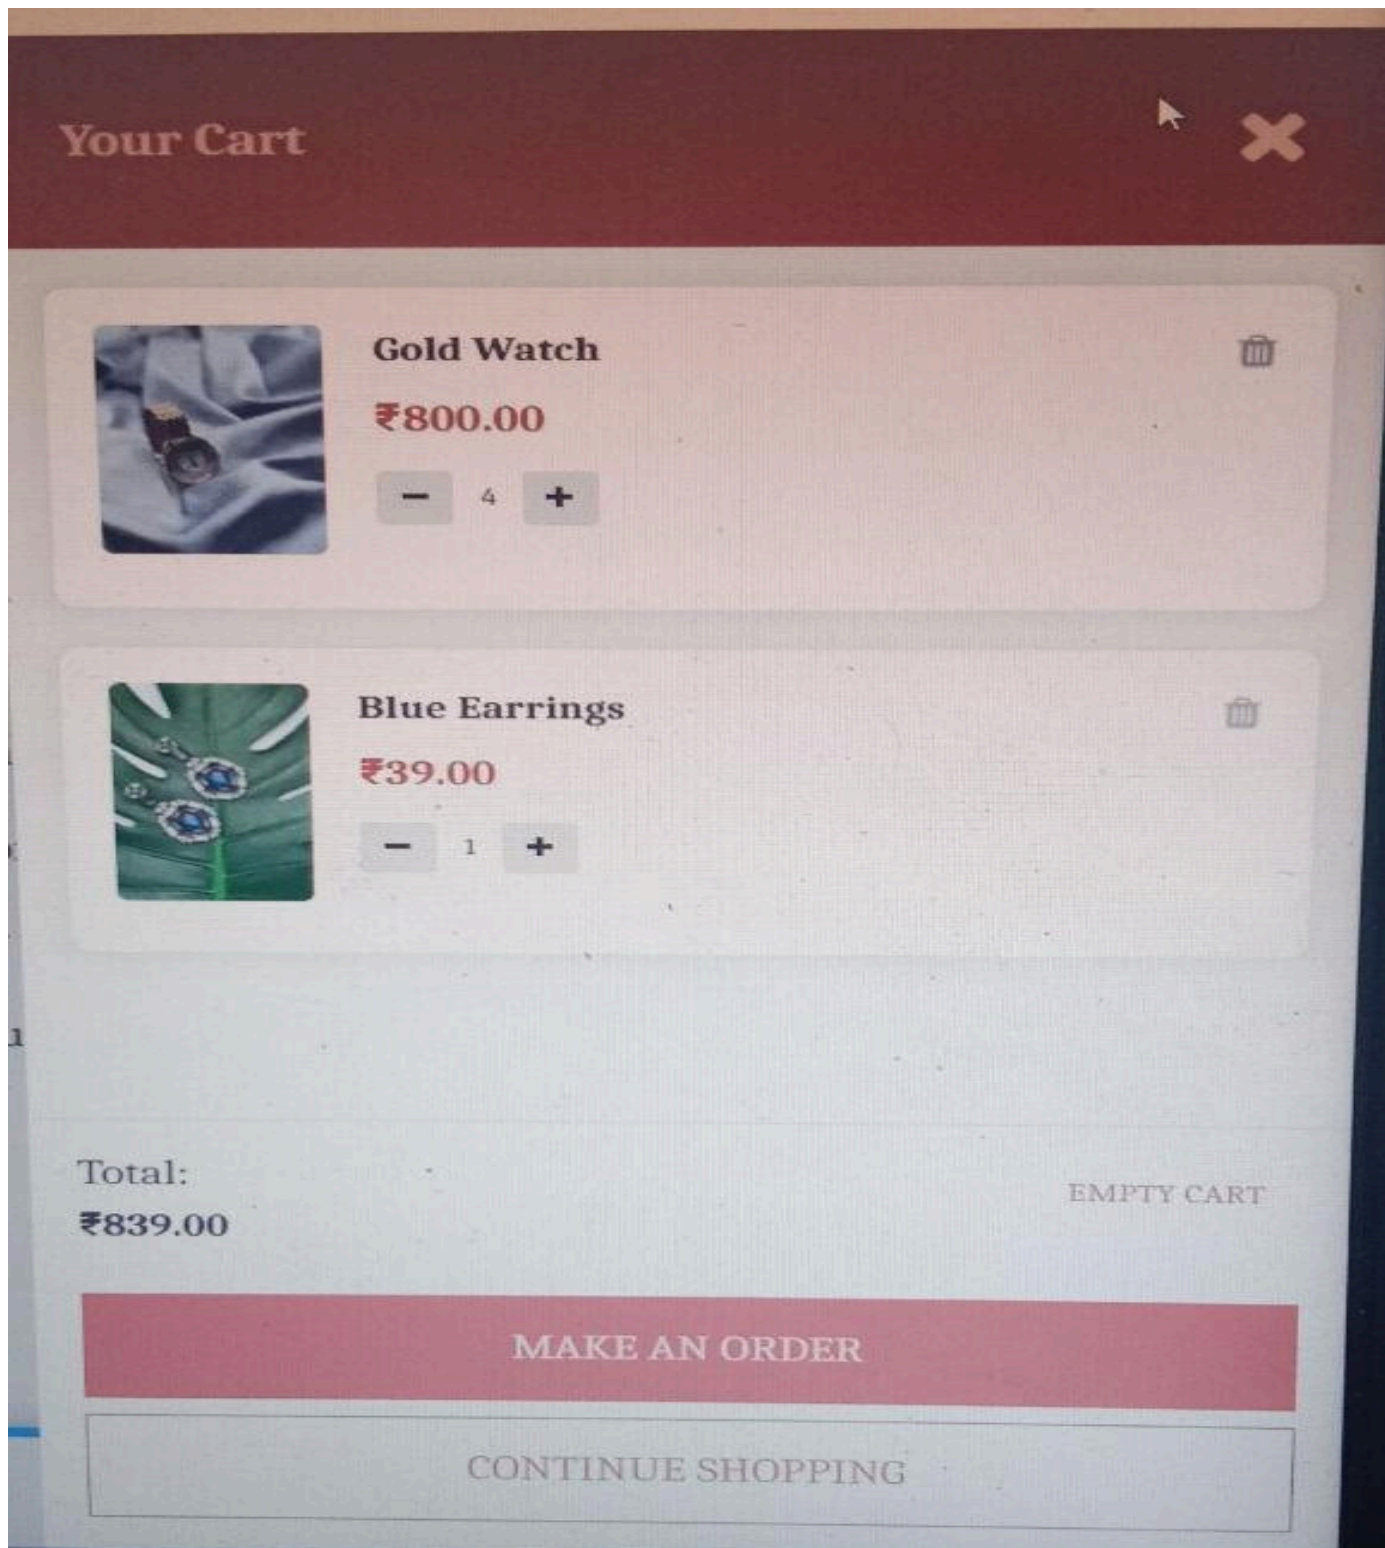 Your Cart
Gold Watch
₹800.00
4
Blue Earrings
₹39.00
1
Total:
₹839.00
EMPTY CART
MAKE AN ORDER
CONTINUE SHOPPING